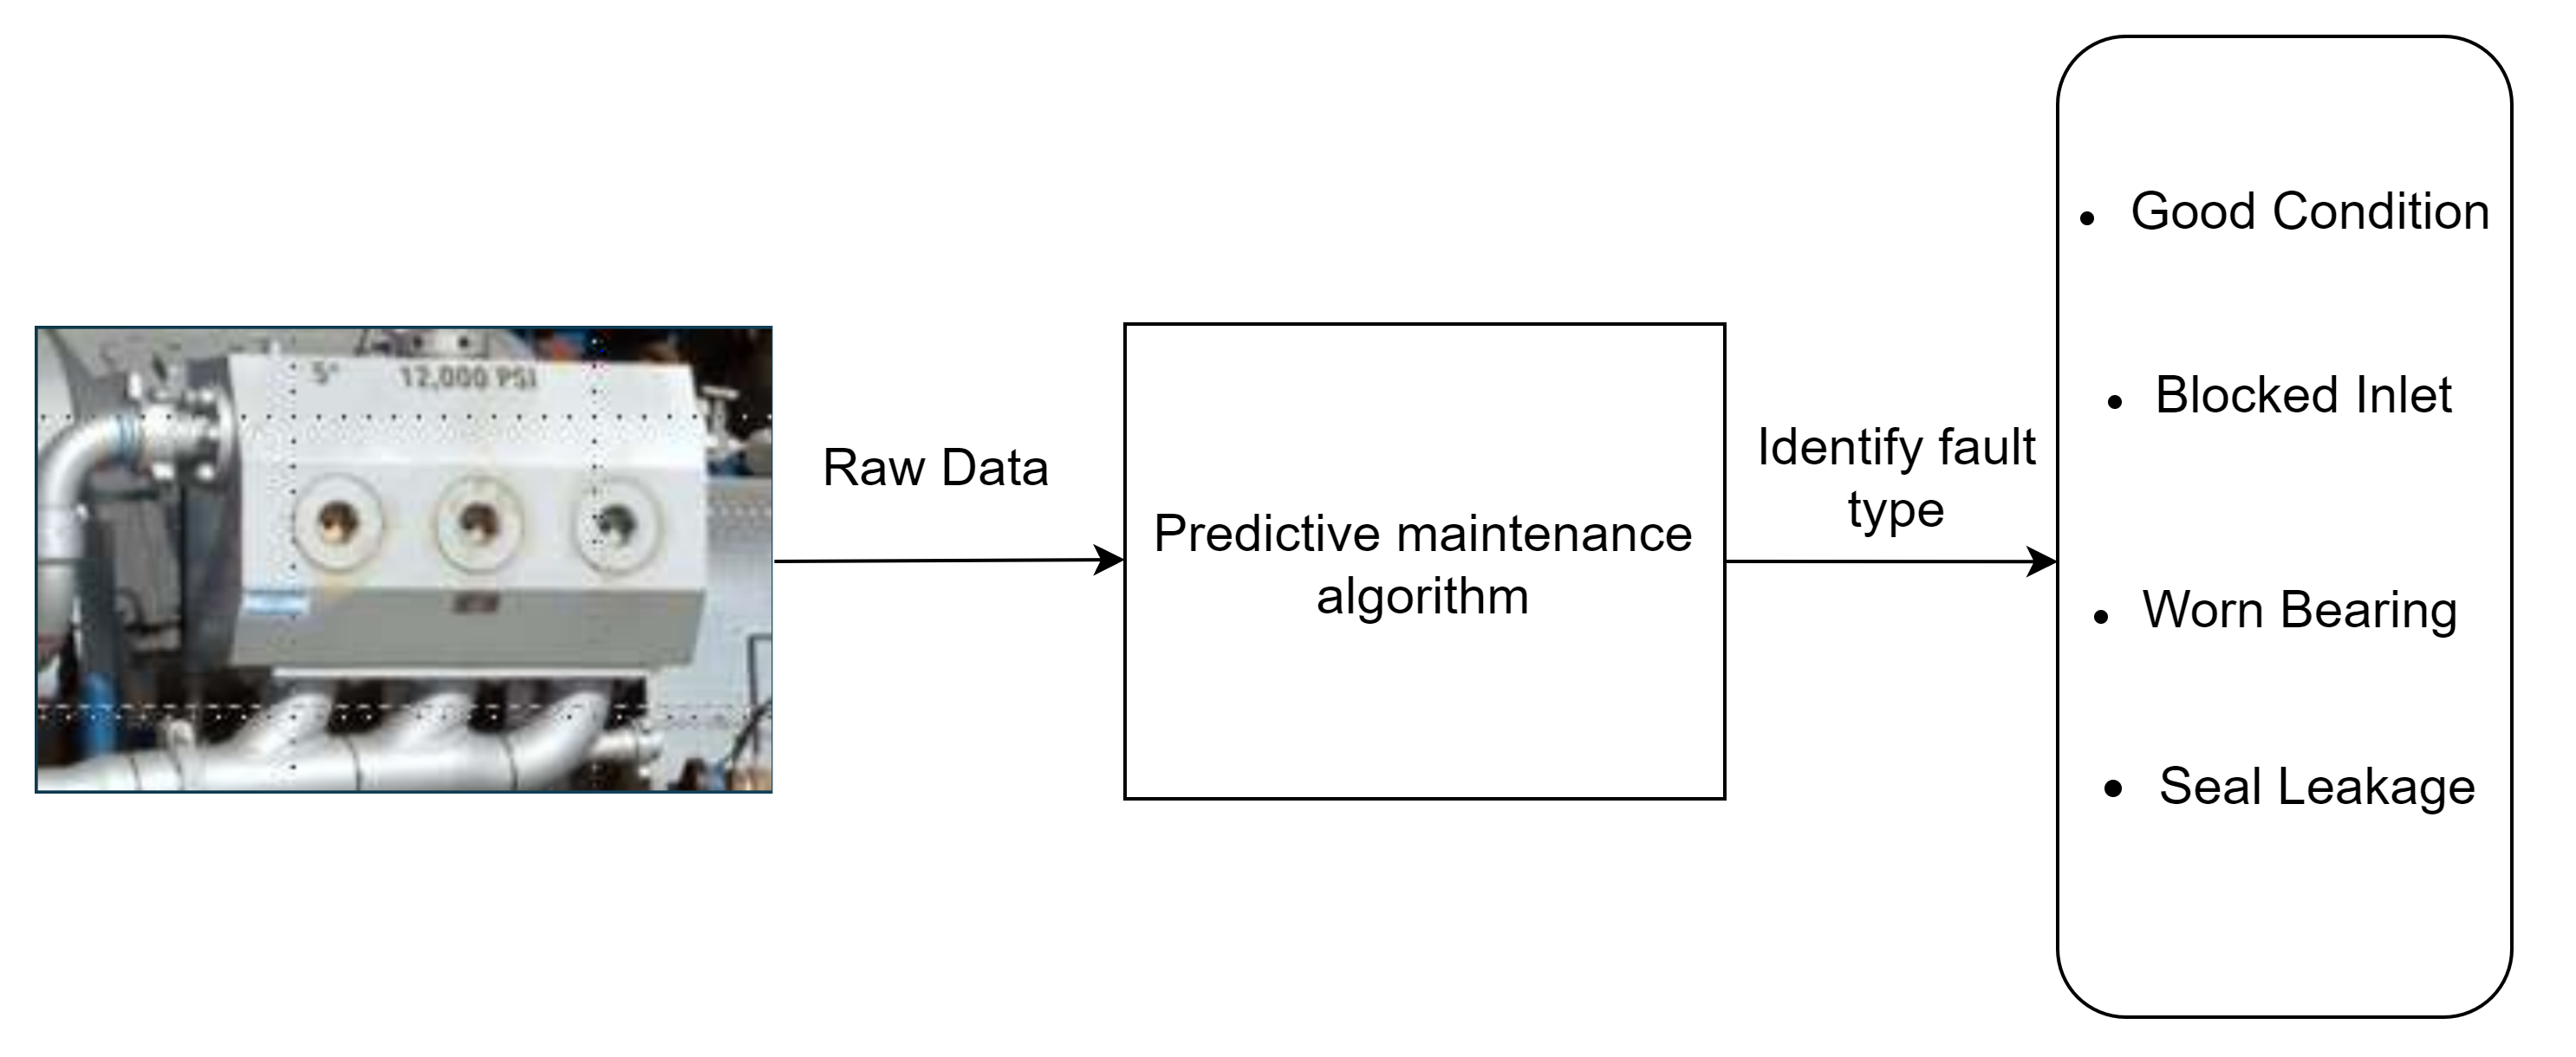 5" 12,000 PSI
Raw Data
Predictive maintenance
algorithm
Identify fault
type
• Good Condition
• Blocked Inlet
• Worn Bearing
• Seal Leakage